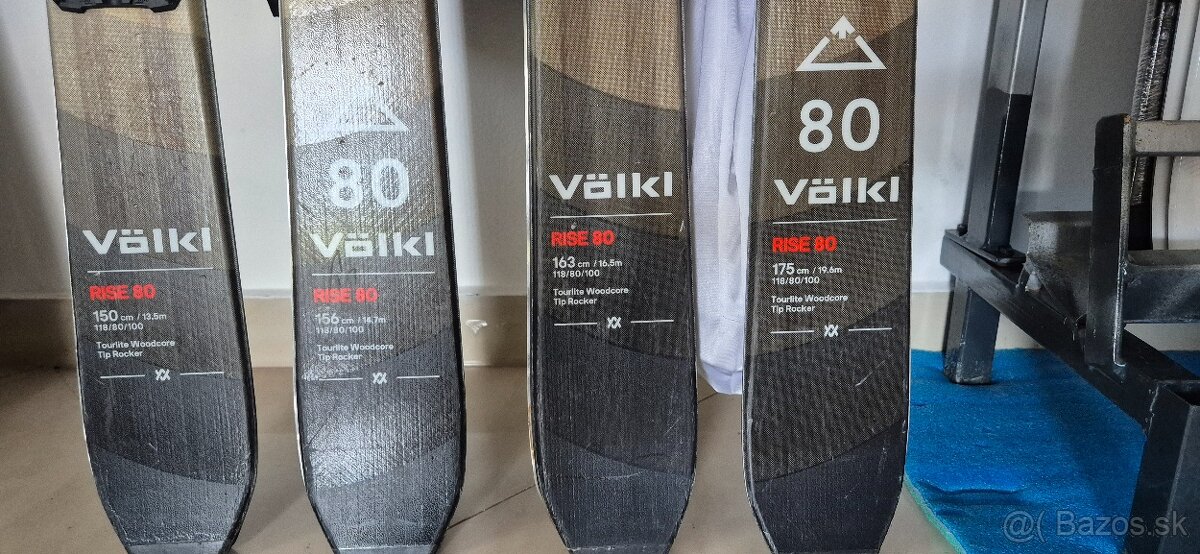 Völkl
RISE 80
150 cm / 13.5m
118/80/100
Tourlite Woodcore
Tip Rocker
80
Völkl
RISE 80
156 cm / 14.7m
118/80/100
Tourlite Woodcore
Tip Rocker
Völkl
RISE 80
163 cm / 16.5m
118/80/100
Tourlite Woodcore
Tip Rocker
80
Völkl
RISE 80
175 cm / 19.6m
118/80/100
Tourlite Woodcore
Tip Rocker
@( Bazos.sk